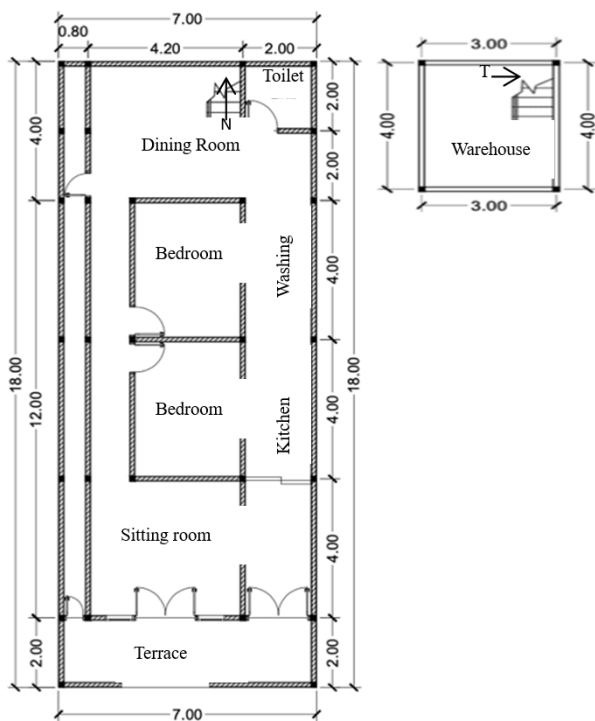 7.00
0.80
4.20
2.00
Toilet
2.00
4.00
N
Dining Room
2.00
Bedroom
Washing
4.00
18.00
18.00
12.00
Bedroom
Kitchen
4.00
Sitting room
4.00
Terrace
2.00
2.00
7.00
3.00
T
4.00
Warehouse
4.00
3.00